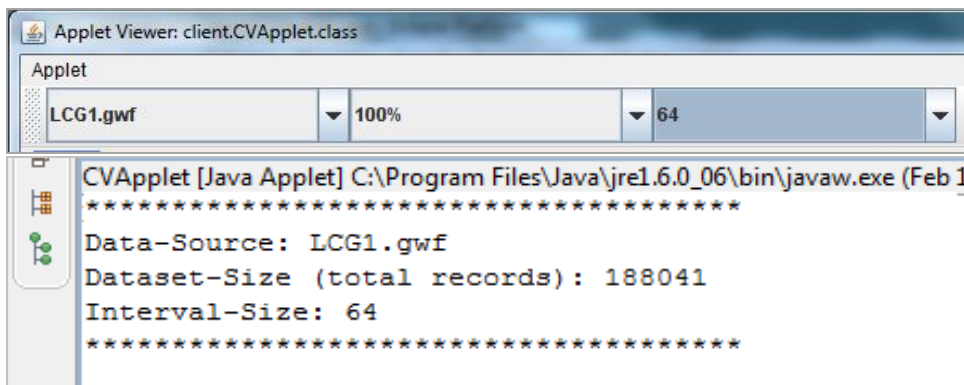 Applet Viewer: client.CVApplet.class
Applet
LCG1.gwf 100% 64
CVApplet [Java Applet] C:\Program Files\Java\jre1.6.0_06\bin\javaw.exe (Feb 1
**************************************
Data-Source: LCG1.gwf
Dataset-Size (total records): 188041
Interval-Size: 64
**************************************